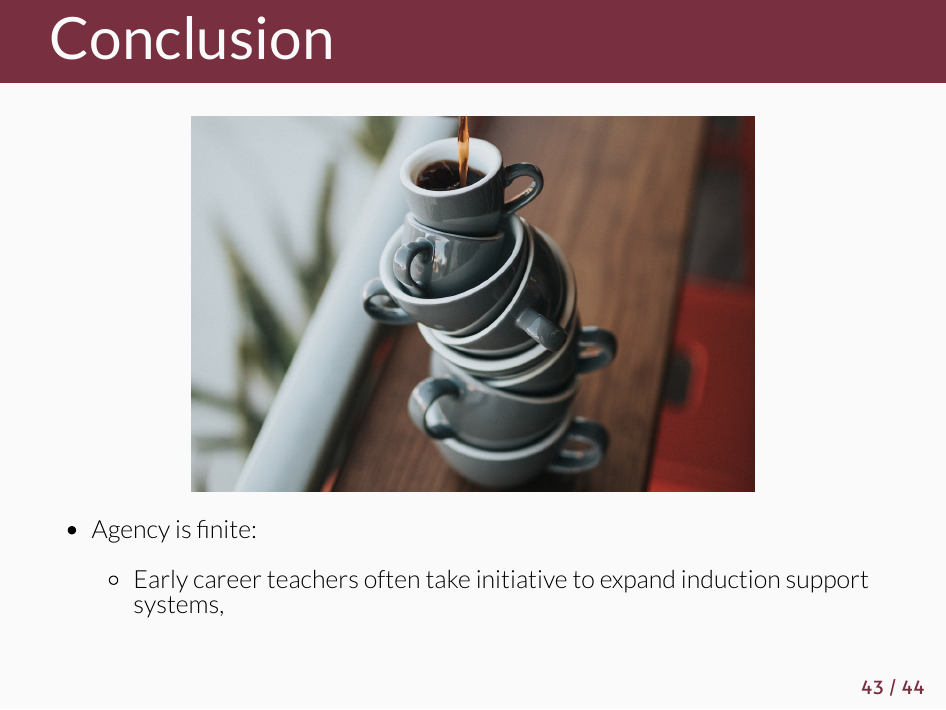 Conclusion
• Agency is finite:
○ Early career teachers often take initiative to expand induction support
systems,
43 / 44